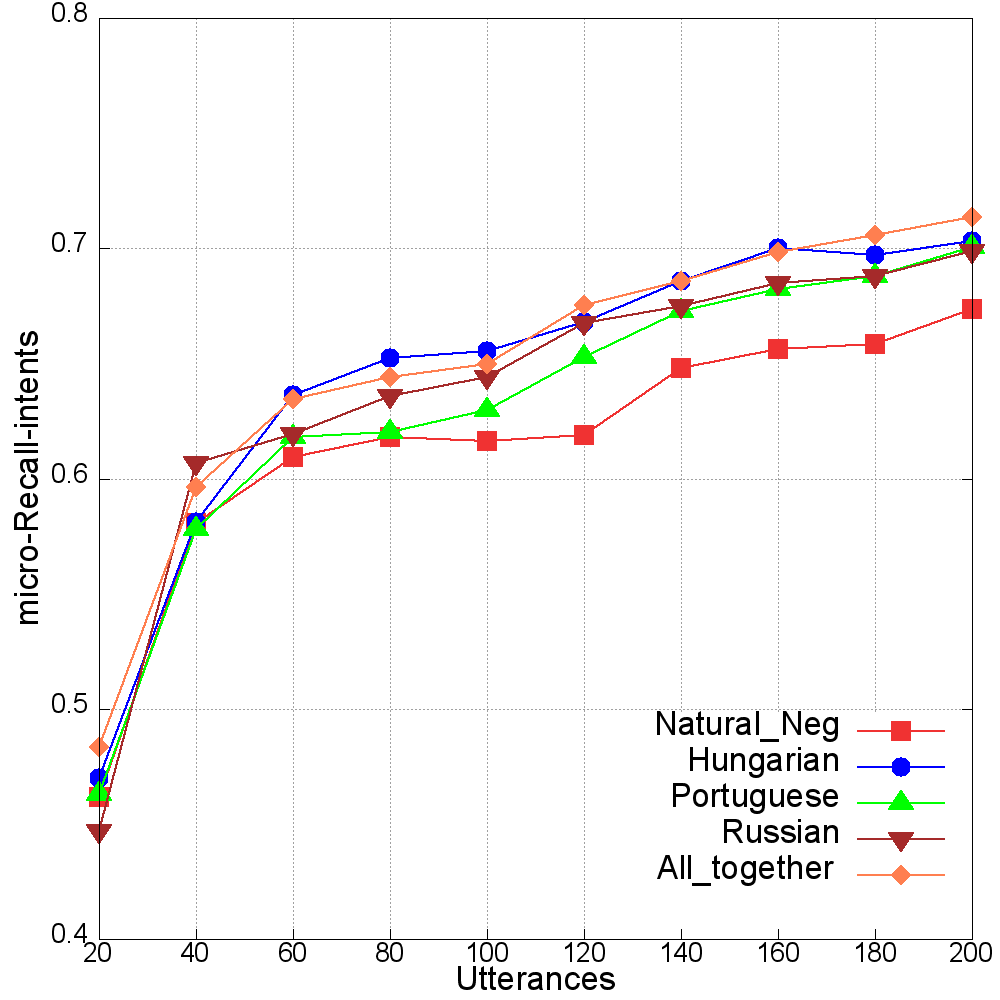 0.8
0.7
0.6
0.5
0.4
micro-Recall-intents
Natural_Neg
Hungarian
Portuguese
Russian
All_together
20 40 60 80 100 120 140 160 180 200
Utterances